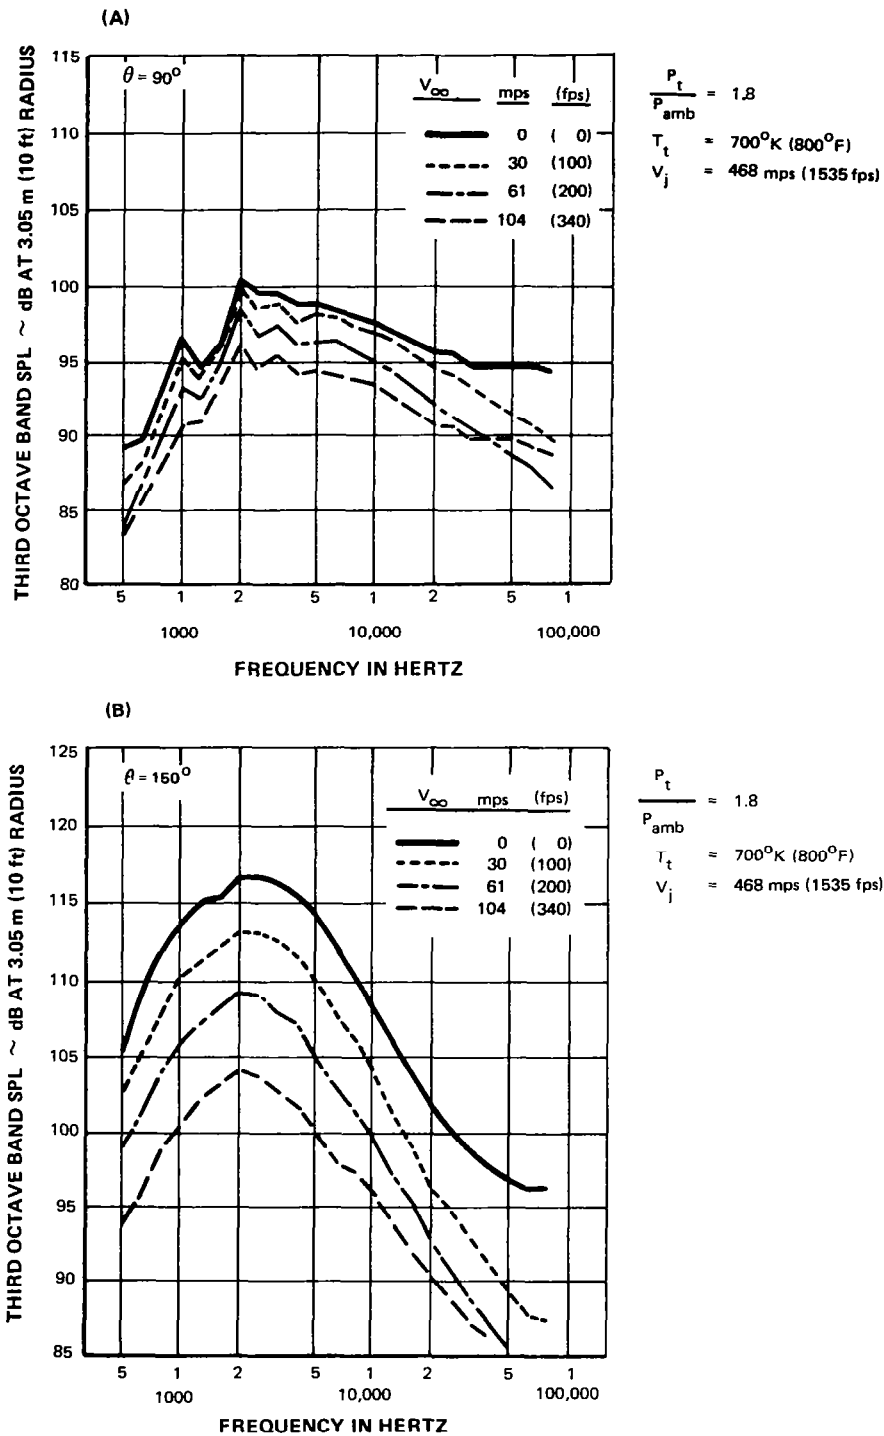 (A)
THIRD OCTAVE BAND SPL ~ dB AT 3.05 m (10 ft) RADIUS
115
110
105
100
95
90
85
80
θ = 90°
V∞ mps (fps)
0 ( 0)
30 (100)
61 (200)
104 (340)
Pt / Pamb = 1.8
Tt = 700°K (800°F)
Vj = 468 mps (1535 fps)
5 1 2 5 1 2 5 1
1000 10,000 100,000
FREQUENCY IN HERTZ
(B)
THIRD OCTAVE BAND SPL ~ dB AT 3.05 m (10 ft) RADIUS
125
120
115
110
105
100
95
90
85
θ = 150°
V∞ mps (fps)
0 ( 0)
30 (100)
61 (200)
104 (340)
Pt / Pamb = 1.8
Tt = 700°K (800°F)
Vj = 468 mps (1535 fps)
5 1 2 5 1 2 5 1
1000 10,000 100,000
FREQUENCY IN HERTZ